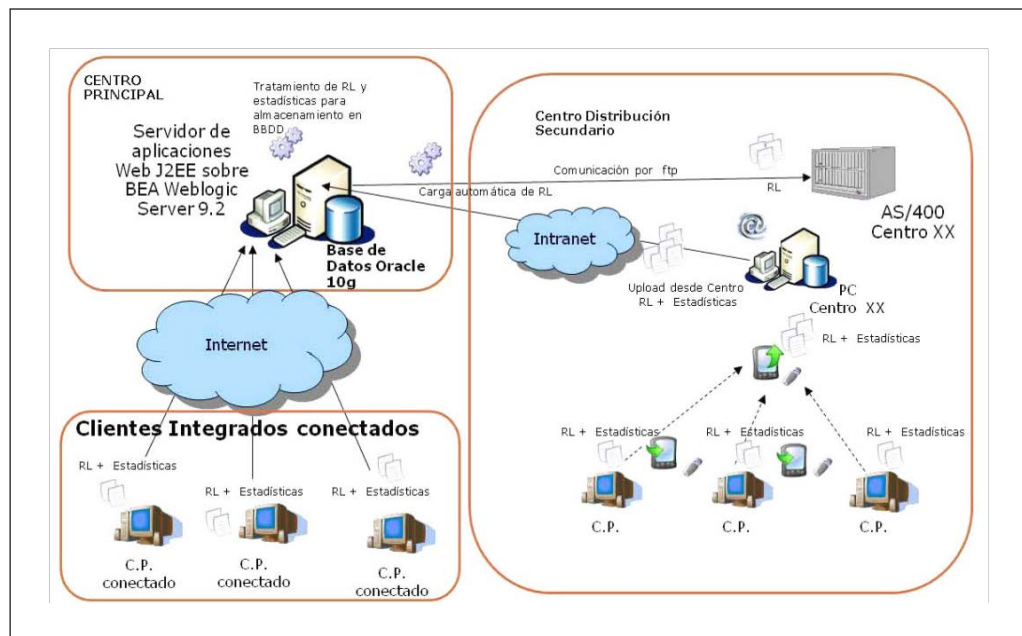 CENTRO
PRINCIPAL
Tratamiento de RL y
estadísticas para
almacenamiento en
BBDD
Servidor de
aplicaciones
Web J2EE sobre
BEA Weblogic
Server 9.2
Carga automática de RL
Base de
Datos Oracle
10g
Centro Distribución
Secundario
Comunicación por ftp
RL
AS/400
Centro XX
Intranet
@
Upload desde Centro
RL + Estadísticas
PC
Centro XX
RL + Estadísticas
Internet
Clientes Integrados conectados
RL + Estadísticas
RL + Estadísticas
RL + Estadísticas
C.P.
conectado
C.P.
conectado
C.P.
conectado
RL + Estadísticas
RL + Estadísticas
RL + Estadísticas
C.P.
C.P.
C.P.